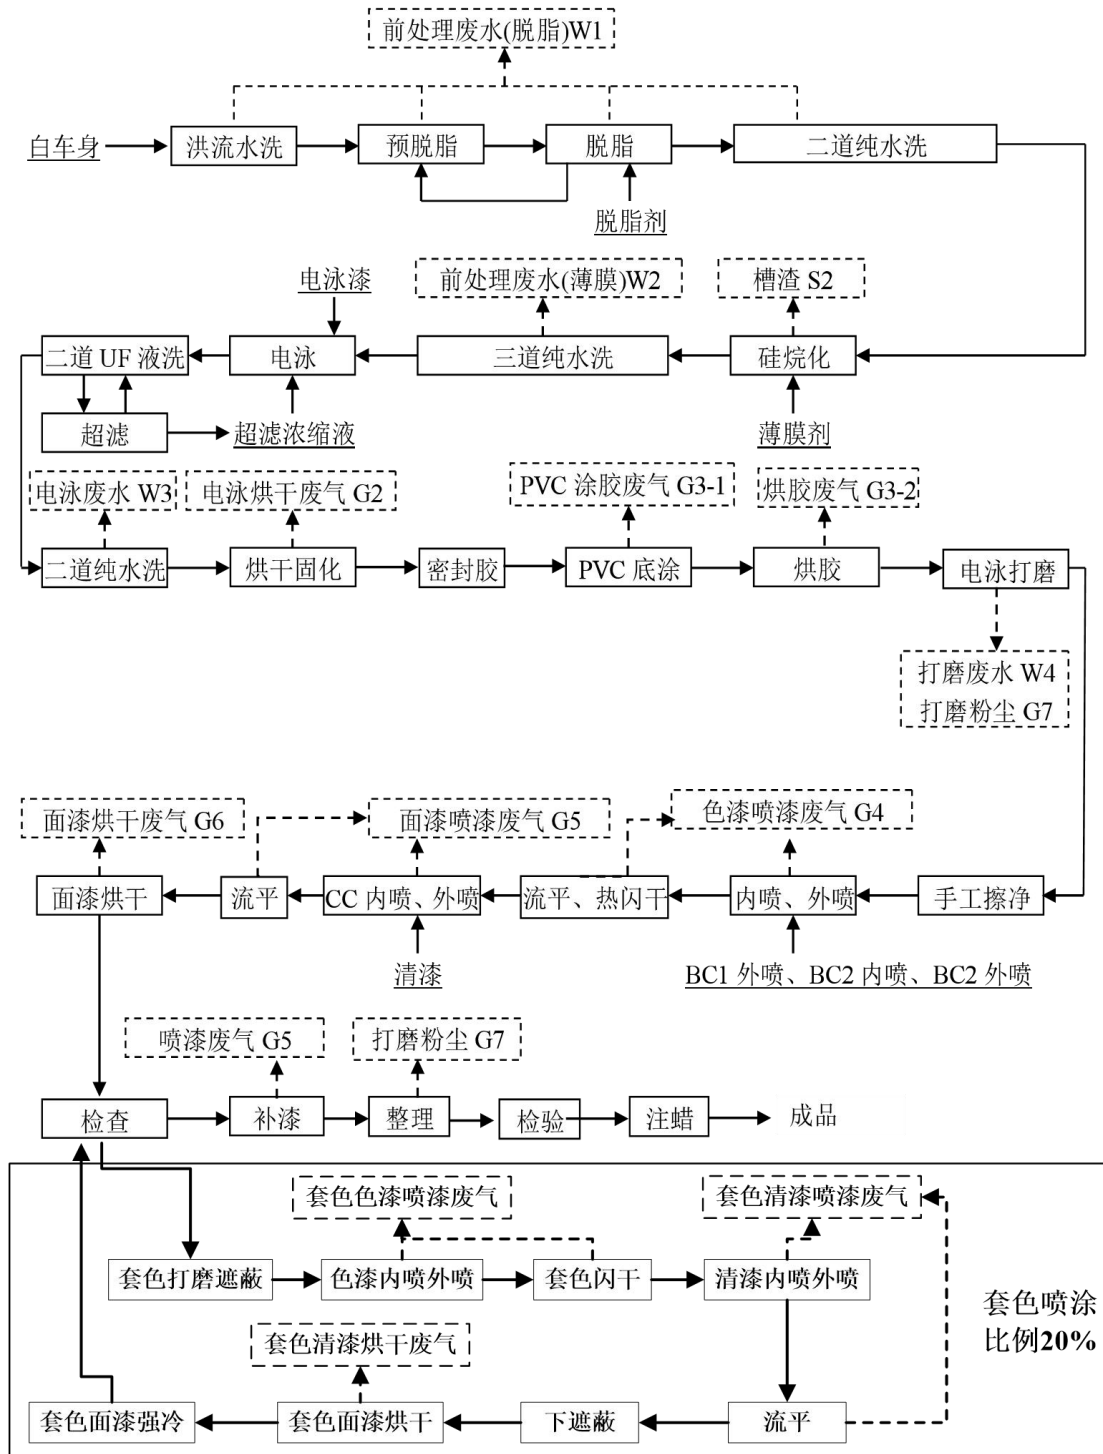 前处理废水(脱脂)W1
白车身
洪流水洗
预脱脂
脱脂
二道纯水洗
脱脂剂
电泳漆
前处理废水(薄膜)W2
槽渣 S2
二道 UF 液洗
电泳
三道纯水洗
硅烷化
超滤
超滤浓缩液
薄膜剂
电泳废水 W3
电泳烘干废气 G2
PVC 涂胶废气 G3-1
烘胶废气 G3-2
二道纯水洗
烘干固化
密封胶
PVC 底涂
烘胶
电泳打磨
打磨废水 W4
打磨粉尘 G7
面漆烘干废气 G6
面漆喷漆废气 G5
色漆喷漆废气 G4
面漆烘干
流平
CC 内喷、外喷
流平、热闪干
内喷、外喷
手工擦净
清漆
BC1 外喷、BC2 内喷、BC2 外喷
喷漆废气 G5
打磨粉尘 G7
检查
补漆
整理
检验
注蜡
成品
套色色漆喷漆废气
套色清漆喷漆废气
套色打磨遮蔽
色漆内喷外喷
套色闪干
清漆内喷外喷
套色喷涂
比例20%
套色清漆烘干废气
套色面漆强冷
套色面漆烘干
下遮蔽
流平